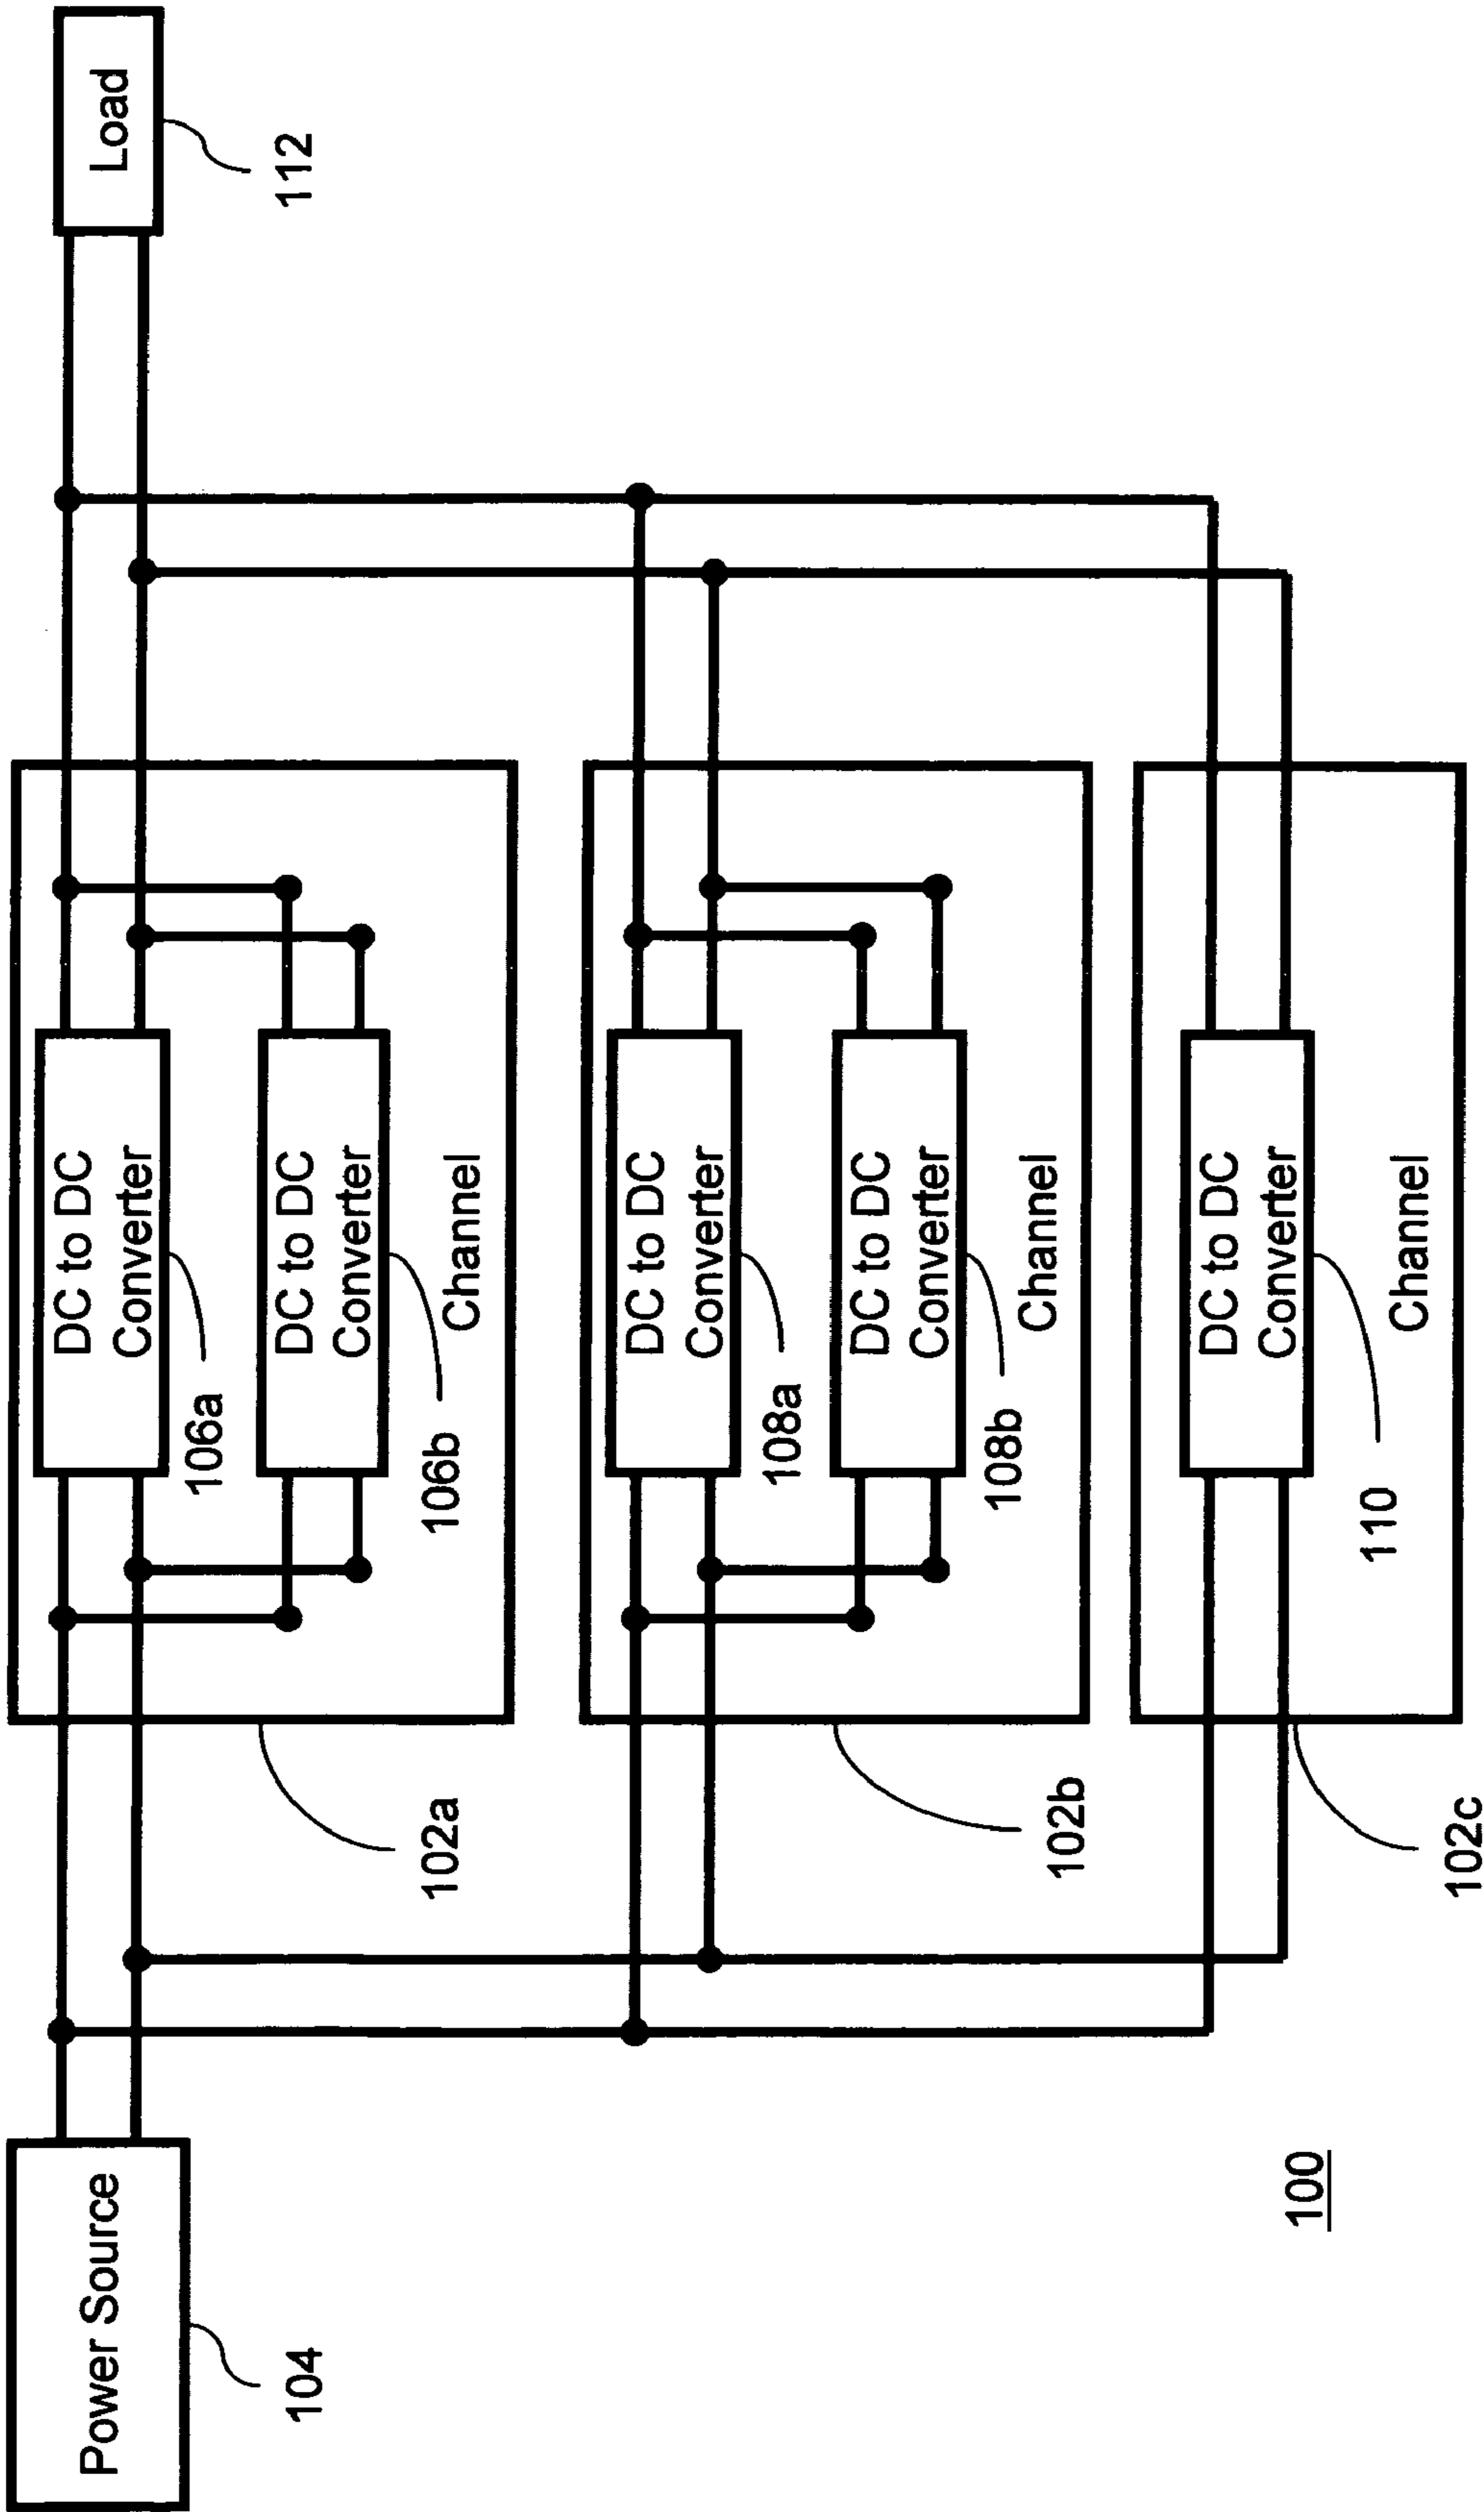 Power Source
104
DC to DC
Converter
106a
DC to DC
Converter
106b
Channel
102a
DC to DC
Converter
108a
DC to DC
Converter
108b
Channel
102b
DC to DC
Converter
110
Channel
102c
Load
112
100